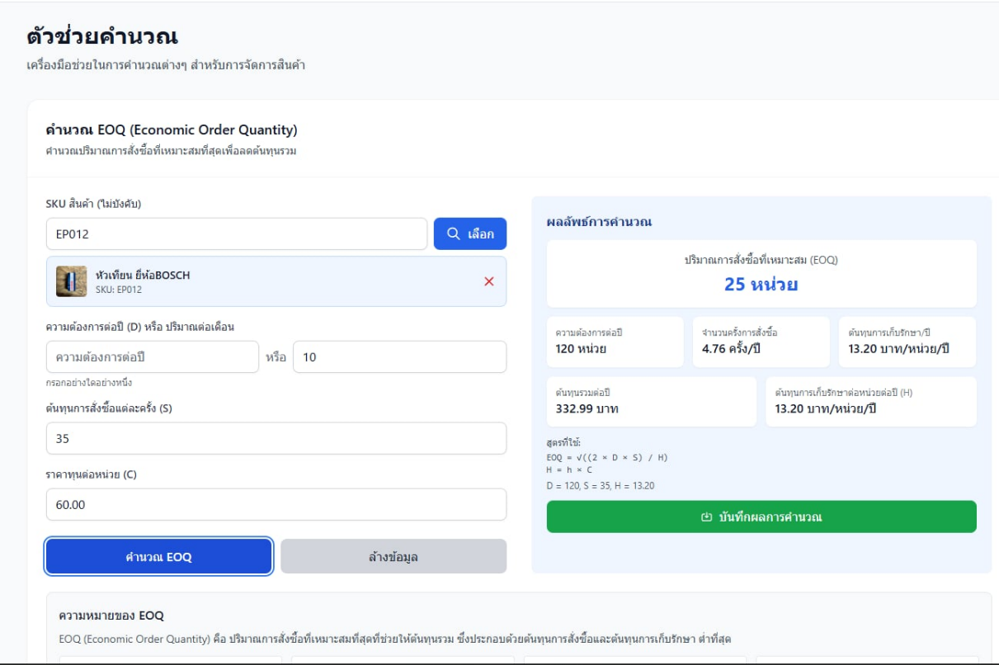 ตัวช่วยคำนวณ
เครื่องมือช่วยในการคำนวณต่างๆ สำหรับการจัดการสินค้า
คำนวณ EOQ (Economic Order Quantity)
คำนวณปริมาณการสั่งซื้อที่เหมาะสมที่สุดเพื่อลดต้นทุนรวม
SKU สินค้า (ไม่บังคับ)
EP012
เลือก
หัวเทียน ยี่ห้อBOSCH
SKU: EP012
ความต้องการต่อปี (D) หรือ ปริมาณต่อเดือน
ความต้องการต่อปี หรือ 10
กรอกอย่างใดอย่างหนึ่ง
ต้นทุนการสั่งซื้อแต่ละครั้ง (S)
35
ราคาทุนต่อหน่วย (C)
60.00
คำนวณ EOQ
ล้างข้อมูล
ผลลัพธ์การคำนวณ
ปริมาณการสั่งซื้อที่เหมาะสม (EOQ)
25 หน่วย
ความต้องการต่อปี
120 หน่วย
จำนวนครั้งการสั่งซื้อ
4.76 ครั้ง/ปี
ต้นทุนการเก็บรักษา/ปี
13.20 บาท/หน่วย/ปี
ต้นทุนรวมต่อปี
332.99 บาท
ต้นทุนการเก็บรักษาต่อหน่วยต่อปี (H)
13.20 บาท/หน่วย/ปี
สูตรที่ใช้:
EOQ = √((2 × D × S) / H)
H = h × C
D = 120, S = 35, H = 13.20
บันทึกผลการคำนวณ
ความหมายของ EOQ
EOQ (Economic Order Quantity) คือ ปริมาณการสั่งซื้อที่เหมาะสมที่สุดที่ช่วยให้ต้นทุนรวม ซึ่งประกอบด้วยต้นทุนการสั่งซื้อและต้นทุนการเก็บรักษา ต่ำที่สุด